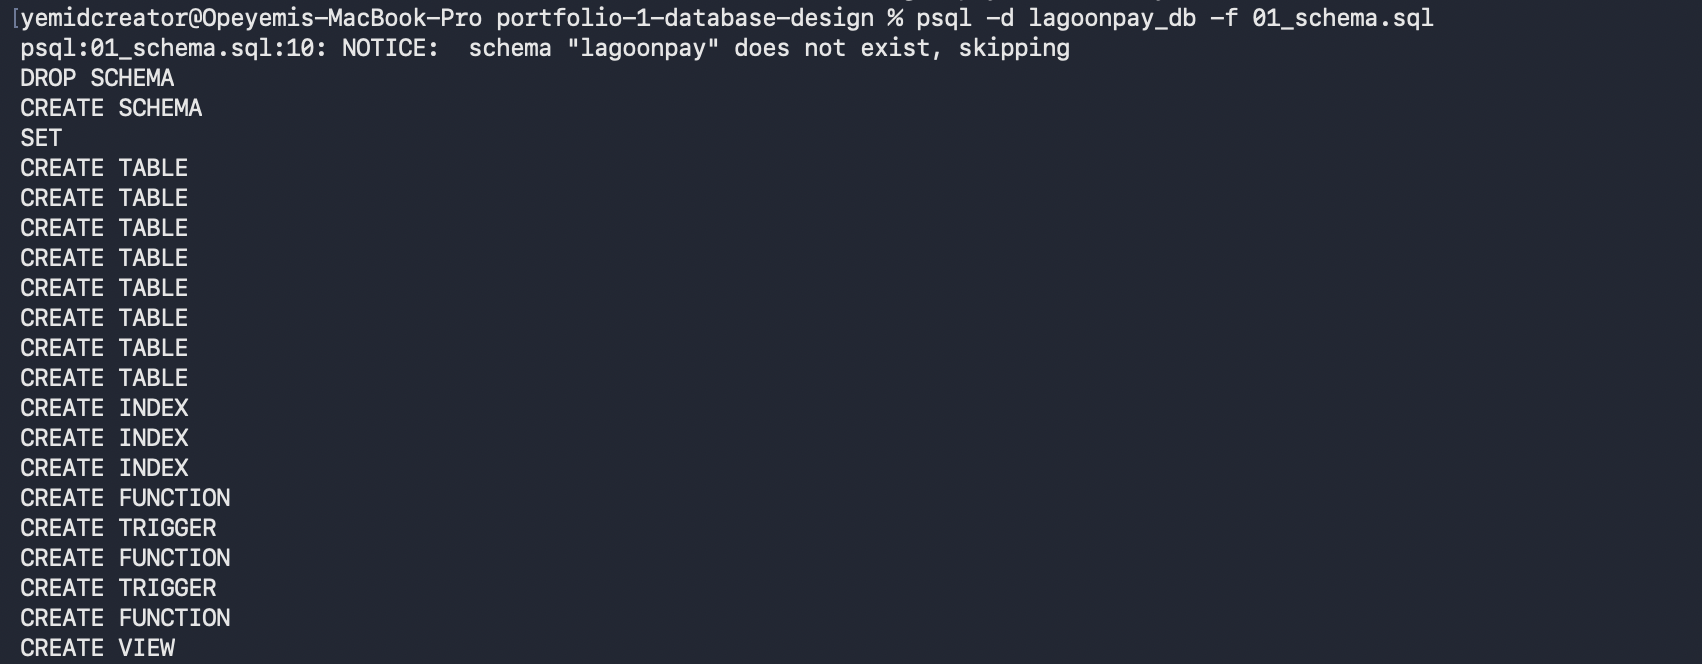 [yemidcreator@Opeyemis-MacBook-Pro portfolio-1-database-design % psql -d lagoonpay_db -f 01_schema.sql
psql:01_schema.sql:10: NOTICE:  schema "lagoonpay" does not exist, skipping
DROP SCHEMA
CREATE SCHEMA
SET
CREATE TABLE
CREATE TABLE
CREATE TABLE
CREATE TABLE
CREATE TABLE
CREATE TABLE
CREATE TABLE
CREATE TABLE
CREATE INDEX
CREATE INDEX
CREATE INDEX
CREATE FUNCTION
CREATE TRIGGER
CREATE FUNCTION
CREATE TRIGGER
CREATE FUNCTION
CREATE VIEW